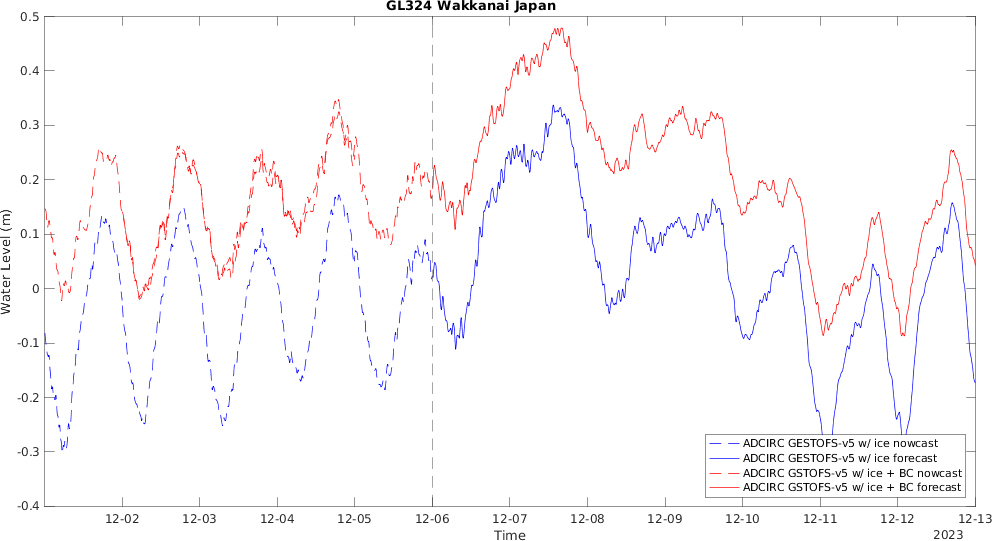 GL324 Wakkanai Japan
0.5
0.4
0.3
0.2
0.1
0
-0.1
-0.2
-0.3
-0.4
Water Level (m)
ADCIRC GESTOFS-v5 w/ ice nowcast
ADCIRC GESTOFS-v5 w/ ice forecast
ADCIRC GSTOFS-v5 w/ ice + BC nowcast
ADCIRC GSTOFS-v5 w/ ice + BC forecast
12-02 12-03 12-04 12-05 12-06 12-07 12-08 12-09 12-10 12-11 12-12 12-13
Time
2023